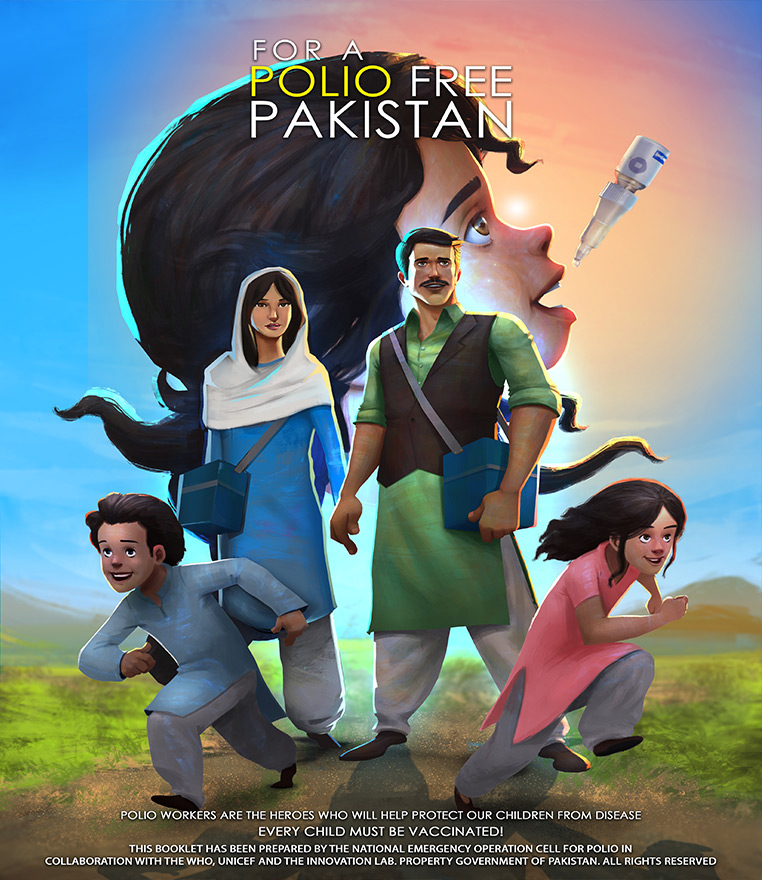 FOR A
POLIO FREE
PAKISTAN
POLIO WORKERS ARE THE HEROES WHO WILL HELP PROTECT OUR CHILDREN FROM DISEASE
EVERY CHILD MUST BE VACCINATED!
THIS BOOKLET HAS BEEN PREPARED BY THE NATIONAL EMERGENCY OPERATION CELL FOR POLIO IN
COLLABORATION WITH THE WHO, UNICEF AND THE INNOVATION LAB. PROPERTY GOVERNMENT OF PAKISTAN. ALL RIGHTS RESERVED